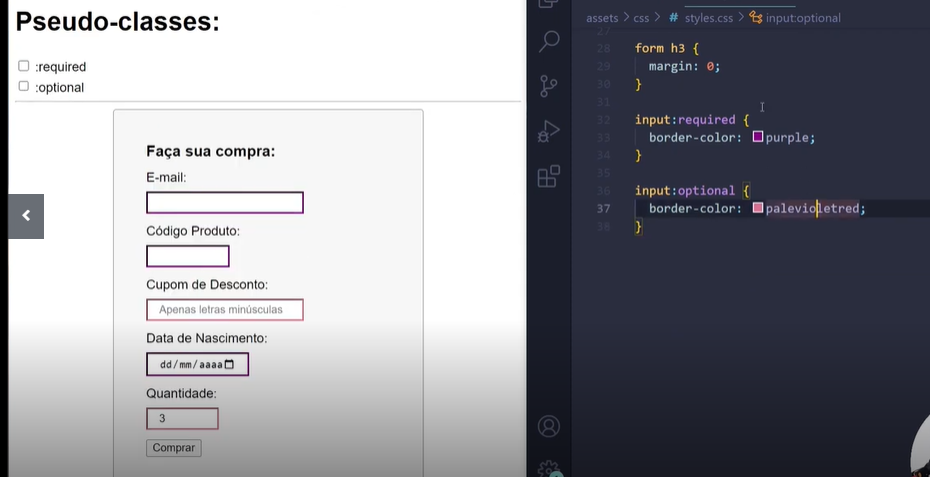 Pseudo-classes:
:required
:optional
Faça sua compra:
E-mail:
Código Produto:
Cupom de Desconto:
Apenas letras minúsculas
Data de Nascimento:
dd/mm/aaaa
Quantidade:
3
Comprar
assets > css > # styles.css > input:optional
27
28 form h3 {
29 margin: 0;
30 }
31
32 input:required {
33 border-color: purple;
34 }
35
36 input:optional {
37 border-color: palevioletred;
38 }